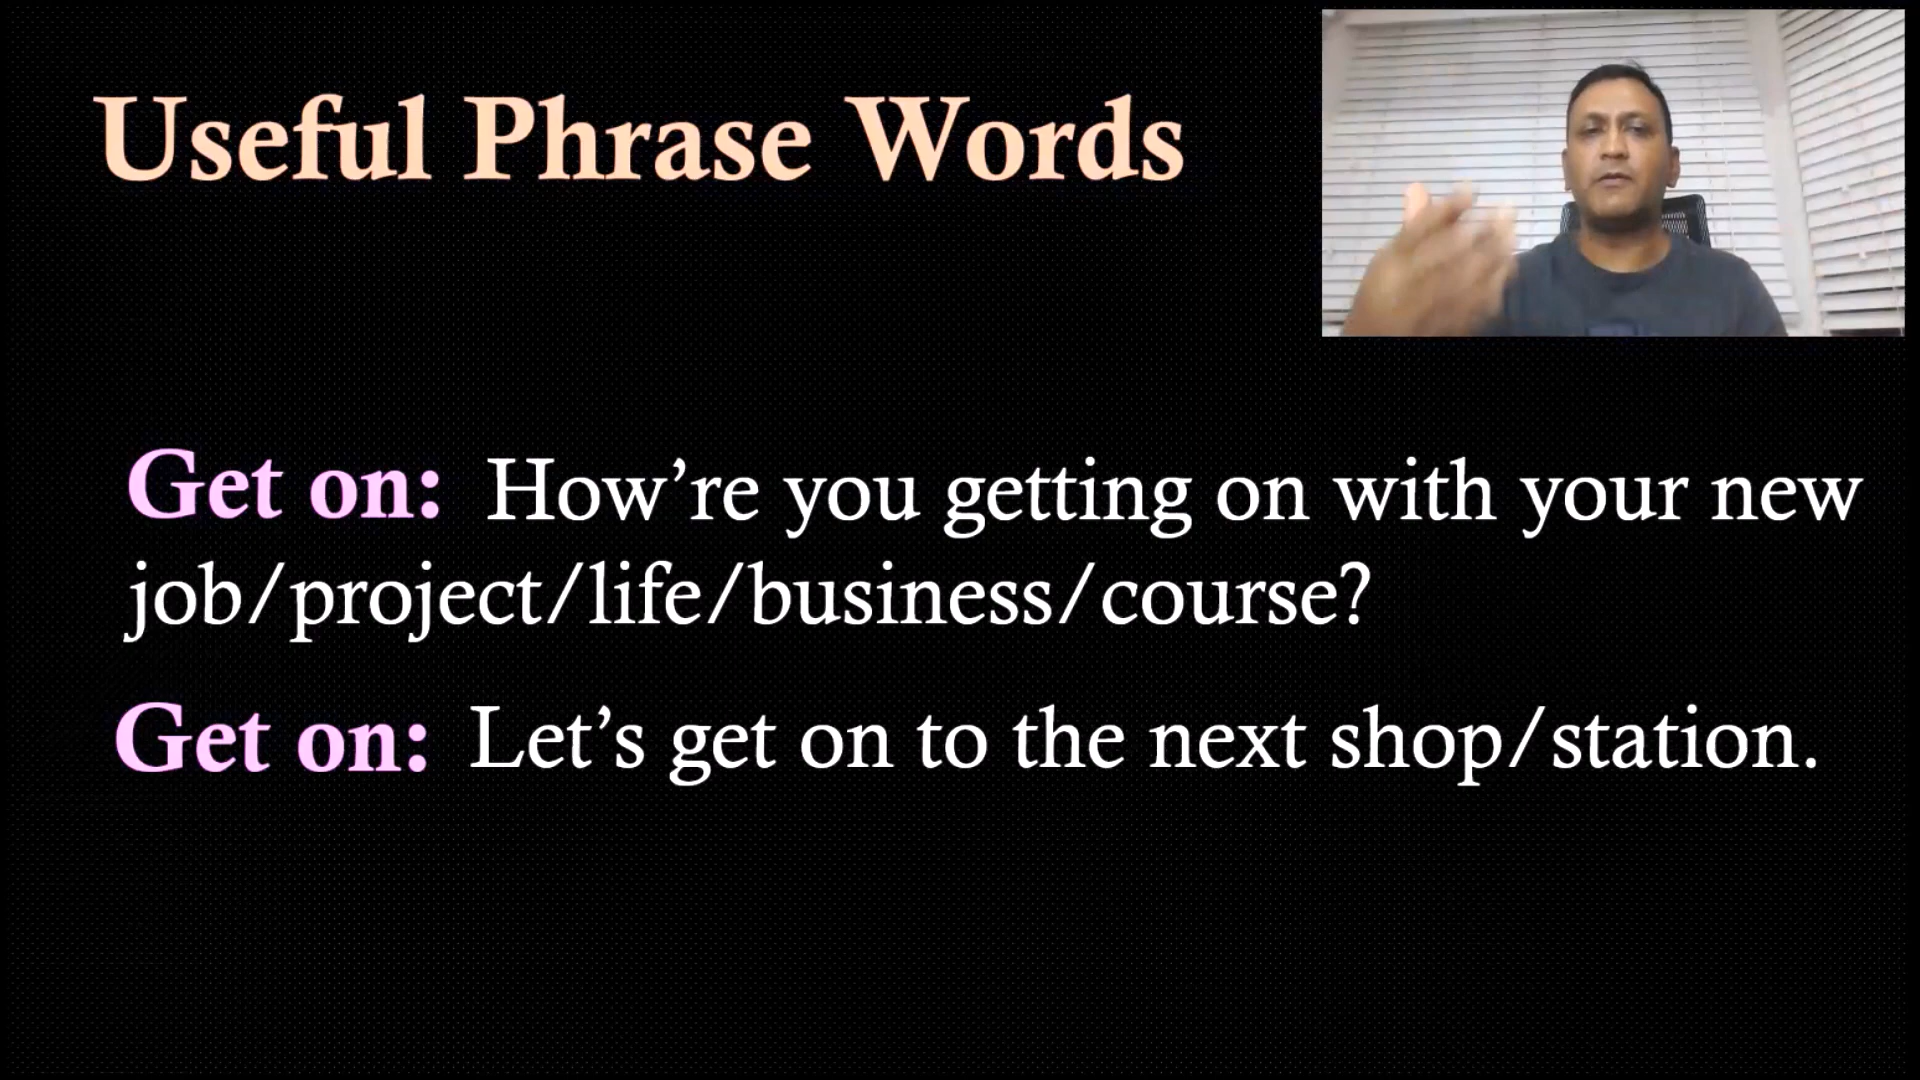 Useful Phrase Words
Get on: How’re you getting on with your new
job/project/life/business/course?
Get on: Let’s get on to the next shop/station.